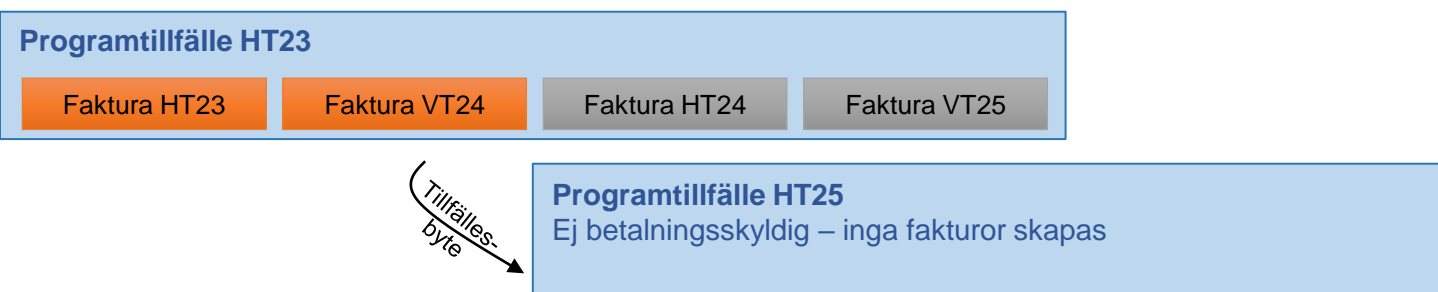 Programtillfälle HT23
Faktura HT23
Faktura VT24
Faktura HT24
Faktura VT25
Tillfälles-
byte
Programtillfälle HT25
Ej betalningsskyldig – inga fakturor skapas